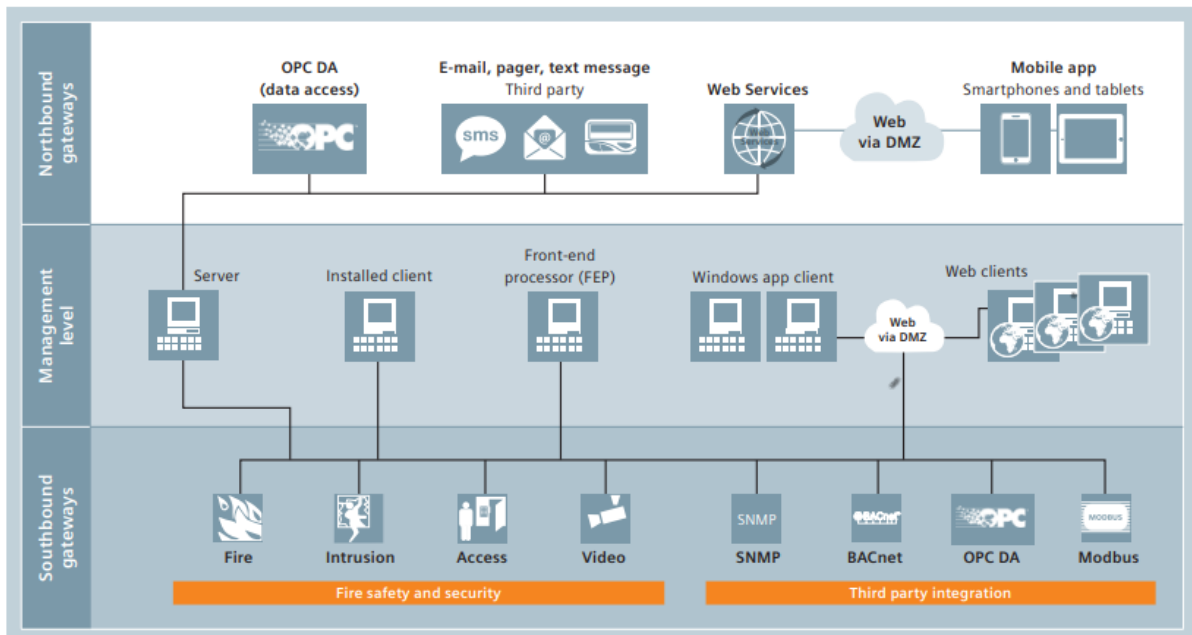 Northbound
gateways
OPC DA
(data access)
OPC
E-mail, pager, text message
Third party
sms
@
Web Services
Web
Services
Web
via DMZ
Mobile app
Smartphones and tablets
Management
level
Server
Installed client
Front-end
processor (FEP)
Windows app client
Web
via DMZ
Web clients
Southbound
gateways
Fire
Intrusion
Access
Video
SNMP
SNMP
BACnet
BACnet
OPC
OPC DA
MODBUS
Modbus
Fire safety and security
Third party integration